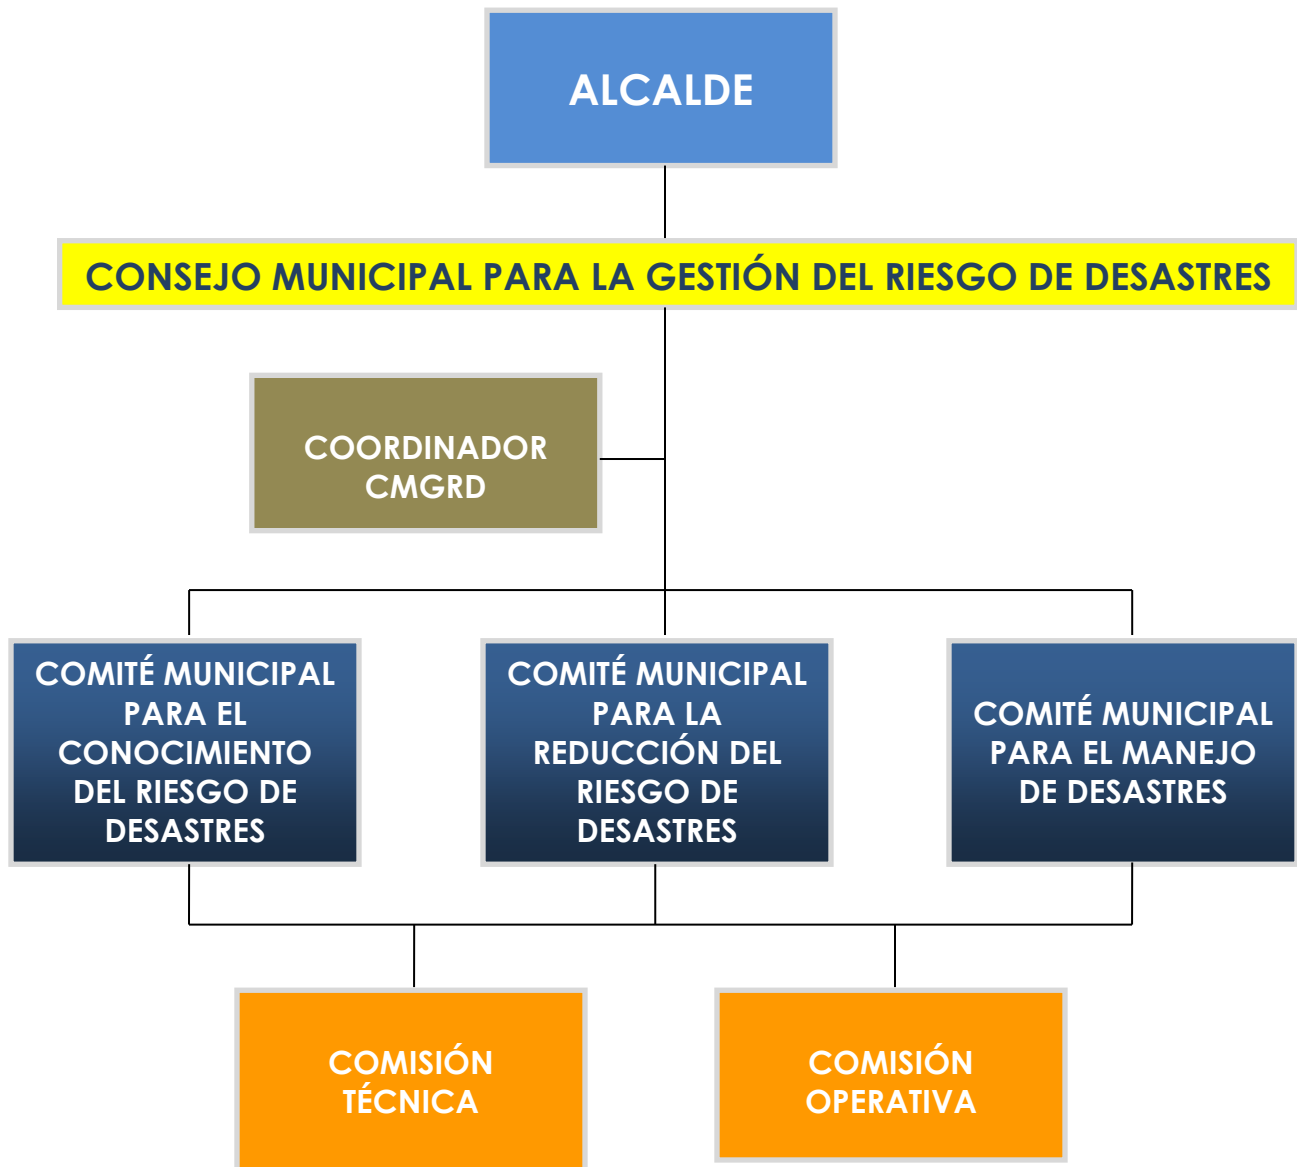 ALCALDE
CONSEJO MUNICIPAL PARA LA GESTIÓN DEL RIESGO DE DESASTRES
COORDINADOR
CMGRD
COMITÉ MUNICIPAL
PARA EL
CONOCIMIENTO
DEL RIESGO DE
DESASTRES
COMITÉ MUNICIPAL
PARA LA
REDUCCIÓN DEL
RIESGO DE
DESASTRES
COMITÉ MUNICIPAL
PARA EL MANEJO
DE DESASTRES
COMISIÓN
TÉCNICA
COMISIÓN
OPERATIVA